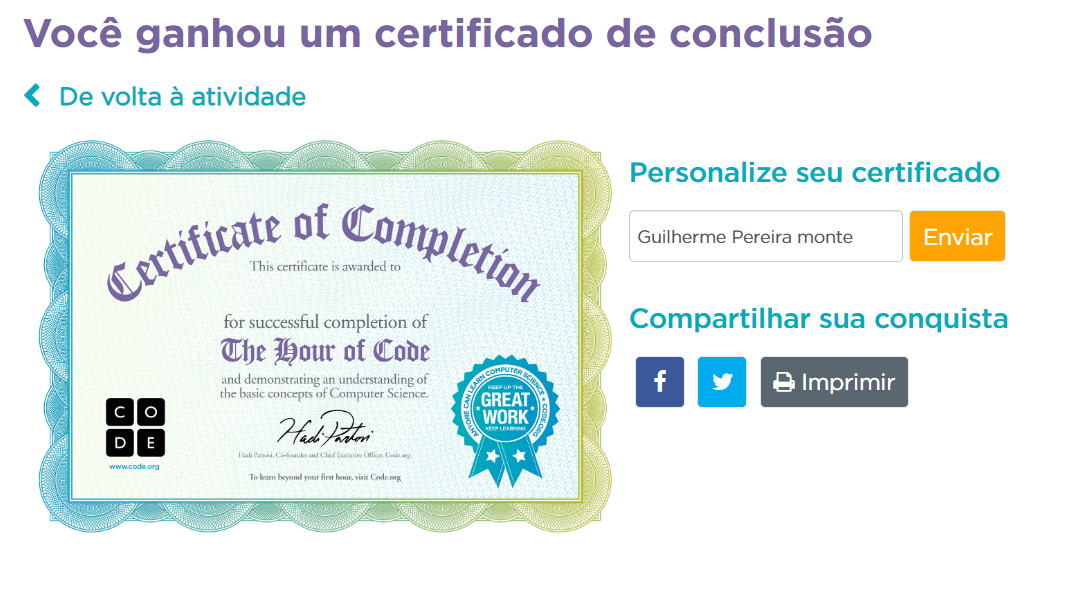 Você ganhou um certificado de conclusão
De volta à atividade
Certificate of Completion
This certificate is awarded to
for successful completion of
The Hour of Code
and demonstrating an understanding of
the basic concepts of Computer Science.
Hadi Partovi
Hadi Partovi, Co-founder and Chief Executive Officer, Code.org
To learn beyond your first hour, visit Code.org
C O
D E
www.code.org
ANYONE CAN LEARN COMPUTER SCIENCE
KEEP UP THE
GREAT
WORK
KEEP LEARNING
CODE.ORG
Personalize seu certificado
Guilherme Pereira monte
Enviar
Compartilhar sua conquista
f
Imprimir